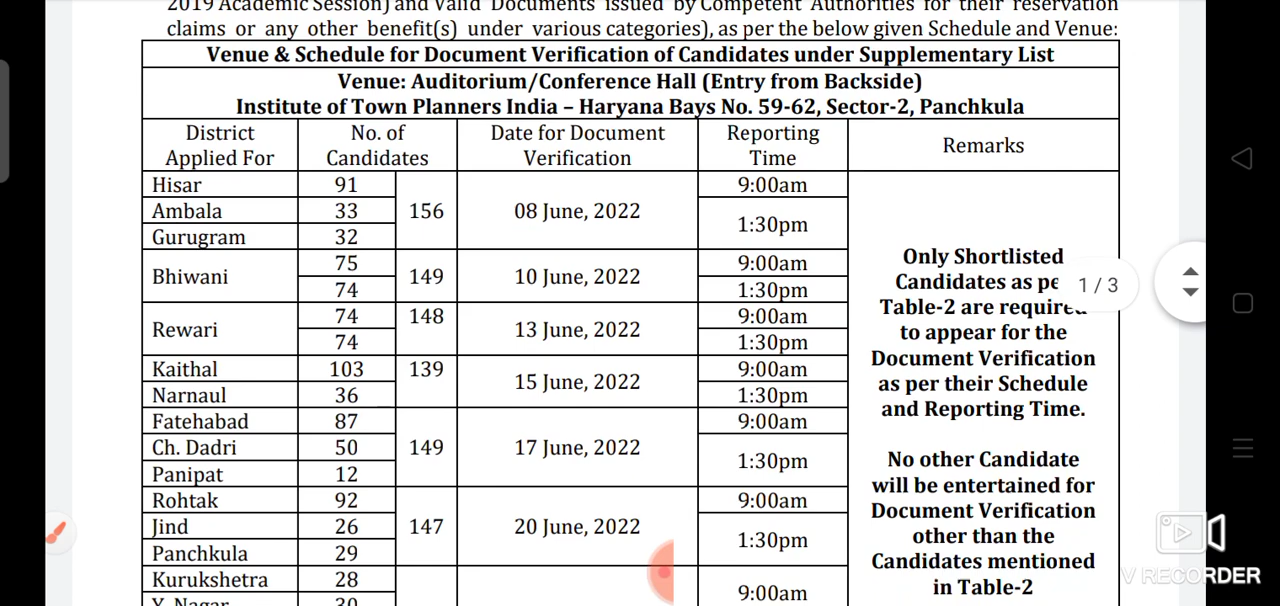 2019 Academic Session) and Valid Documents issued by Competent Authorities for their reservation
claims or any other benefit(s) under various categories), as per the below given Schedule and Venue:
Venue & Schedule for Document Verification of Candidates under Supplementary List
Venue: Auditorium/Conference Hall (Entry from Backside)
Institute of Town Planners India – Haryana Bays No. 59-62, Sector-2, Panchkula
District Applied For No. of Candidates Date for Document Verification Reporting Time Remarks
Hisar 91 156 08 June, 2022 9:00am
Ambala 33 1:30pm
Gurugram 32
Bhiwani 75 149 10 June, 2022 9:00am
74 1:30pm
Rewari 74 148 13 June, 2022 9:00am
74 1:30pm
Kaithal 103 139 15 June, 2022 9:00am
Narnaul 36 1:30pm
Fatehabad 87 149 17 June, 2022 9:00am
Ch. Dadri 50 1:30pm
Panipat 12
Rohtak 92 147 20 June, 2022 9:00am
Jind 26 1:30pm
Panchkula 29
Kurukshetra 28 9:00am
Y. Nagar 30
Only Shortlisted
Candidates as pe
Table-2 are required
to appear for the
Document Verification
as per their Schedule
and Reporting Time.
No other Candidate
will be entertained for
Document Verification
other than the
Candidates mentioned
in Table-2
1 / 3
V RECORDER